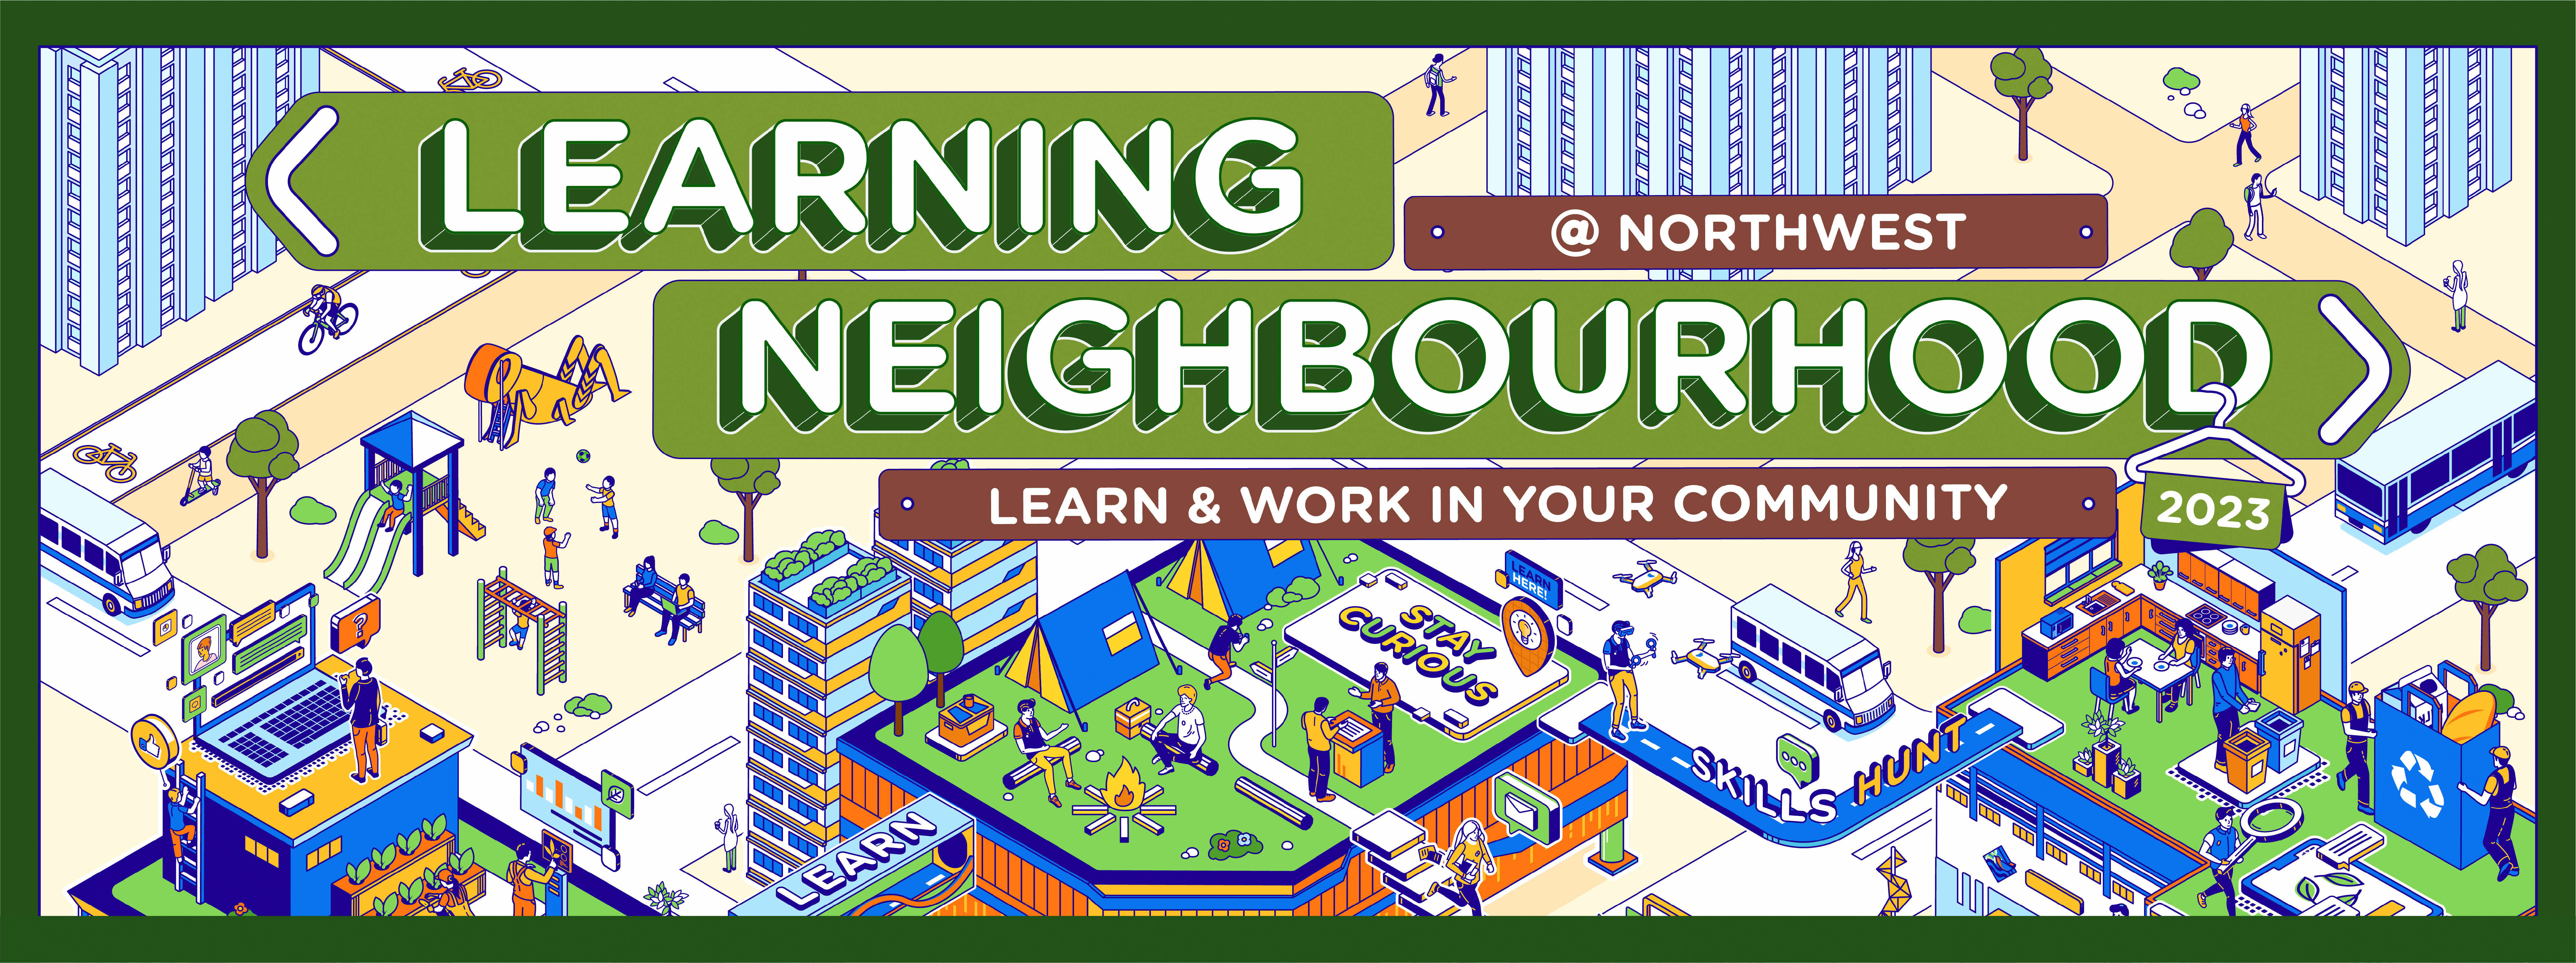 LEARNING
@ NORTHWEST
NEIGHBOURHOOD
LEARN & WORK IN YOUR COMMUNITY
2023
LEARN
HERE!
STAY
CURIOUS
?
SKILLS HUNT
LEARN